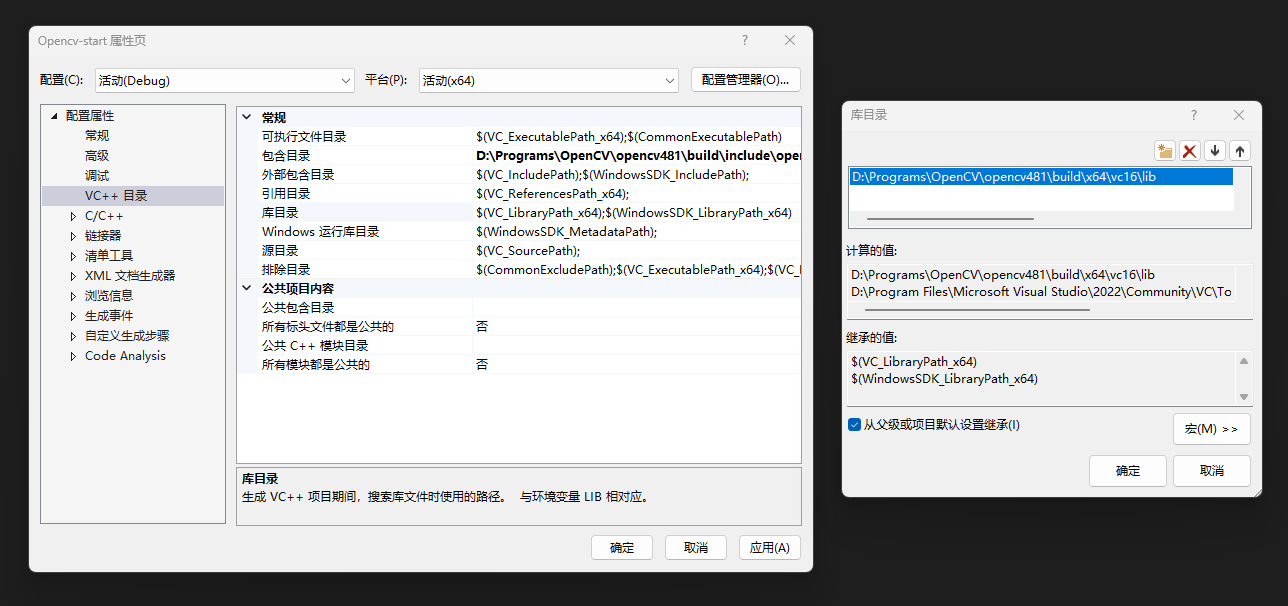 Opencv-start 属性页
配置(C): 活动(Debug) 平台(P): 活动(x64) 配置管理器(O)...
配置属性
常规
高级
调试
VC++ 目录
C/C++
链接器
清单工具
XML 文档生成器
浏览信息
生成事件
自定义生成步骤
Code Analysis
常规
可执行文件目录 $(VC_ExecutablePath_x64);$(CommonExecutablePath)
包含目录 D:\Programs\OpenCV\opencv481\build\include\ope
外部包含目录 $(VC_IncludePath);$(WindowsSDK_IncludePath);
引用目录 $(VC_ReferencesPath_x64);
库目录 $(VC_LibraryPath_x64);$(WindowsSDK_LibraryPath_x64)
Windows 运行库目录 $(WindowsSDK_MetadataPath);
源目录 $(VC_SourcePath);
排除目录 $(CommonExcludePath);$(VC_ExecutablePath_x64);$(VC_
公共项目内容
公共包含目录
所有标头文件都是公共的 否
公共 C++ 模块目录
所有模块都是公共的 否
库目录
生成 VC++ 项目期间，搜索库文件时使用的路径。 与环境变量 LIB 相对应。
确定 取消 应用(A)
库目录
D:\Programs\OpenCV\opencv481\build\x64\vc16\lib
计算的值:
D:\Programs\OpenCV\opencv481\build\x64\vc16\lib
D:\Program Files\Microsoft Visual Studio\2022\Community\VC\To
继承的值:
$(VC_LibraryPath_x64)
$(WindowsSDK_LibraryPath_x64)
从父级或项目默认设置继承(I)
宏(M) >>
确定 取消